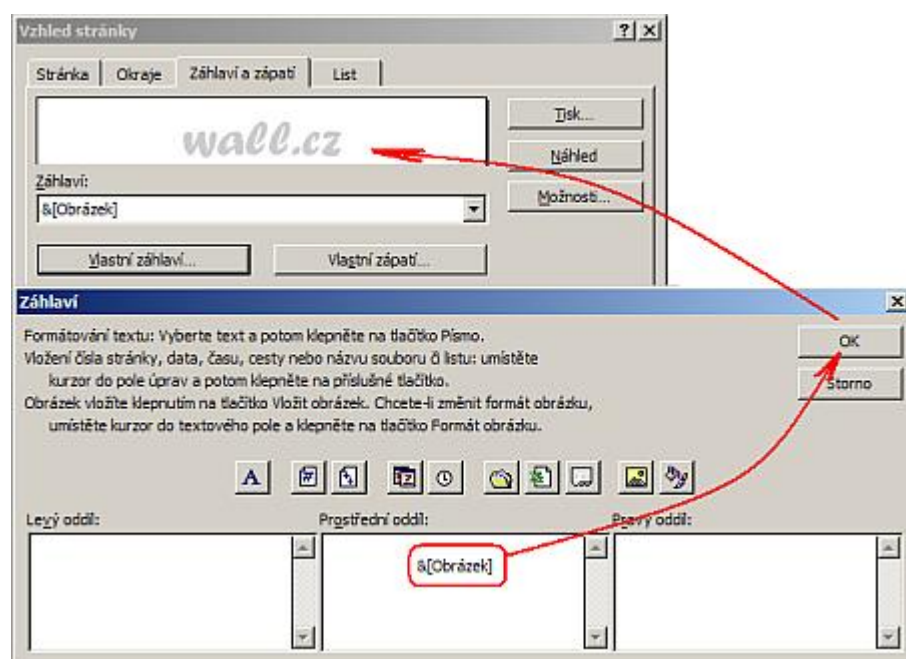 Vzhled stránky
Stránka Okraje Záhlaví a zápatí List
wall.cz
Tisk...
Náhled
Možnosti...
Záhlaví:
&[Obrázek]
Vlastní záhlaví... Vlastní zápatí...
Záhlaví
Formátování textu: Vyberte text a potom klepněte na tlačítko Písmo.
Vložení čísla stránky, data, času, cesty nebo názvu souboru či listu: umístěte
kurzor do pole úprav a potom klepněte na příslušné tlačítko.
Obrázek vložíte klepnutím na tlačítko Vložit obrázek. Chcete-li změnit formát obrázku,
umístěte kurzor do textového pole a klepněte na tlačítko Formát obrázku.
OK
Storno
Levý oddíl: Prostřední oddíl: Pravý oddíl:
&[Obrázek]